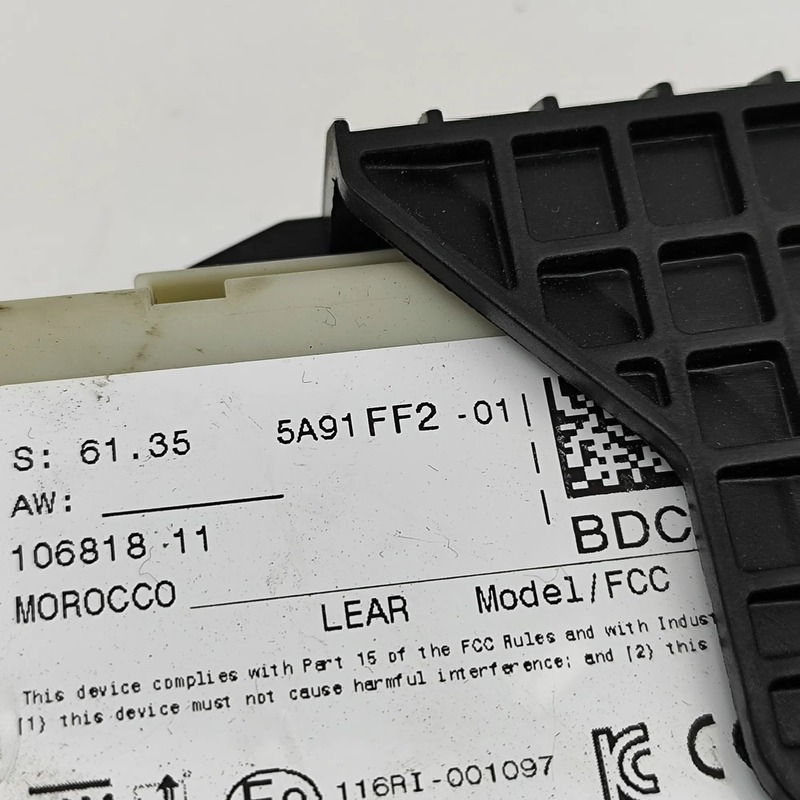 S: 61.35 5A91FF2 -01
AW:
BDC
106818-11
MOROCCO
LEAR Model/FCC
This device complies with Part 15 of the FCC Rules and with Indust
(1) this device must not cause harmful interference; and (2) this
116RI-001097